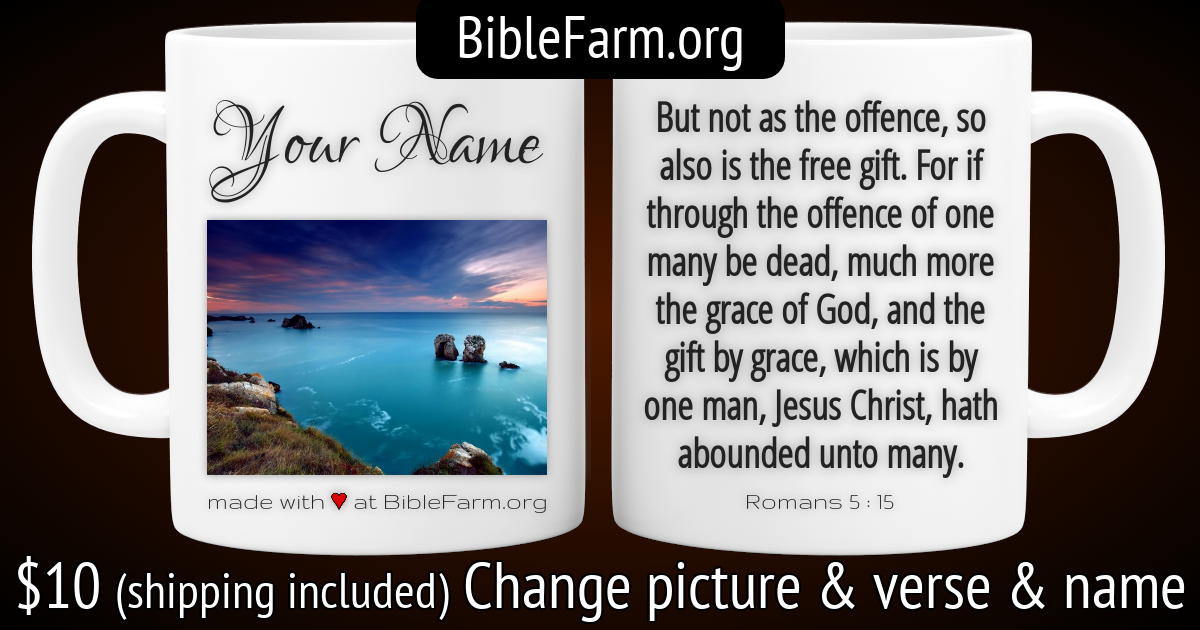 BibleFarm.org
Your Name
made with ♥ at BibleFarm.org
But not as the offence, so
also is the free gift. For if
through the offence of one
many be dead, much more
the grace of God, and the
gift by grace, which is by
one man, Jesus Christ, hath
abounded unto many.
Romans 5 : 15
$10 (shipping included) Change picture & verse & name